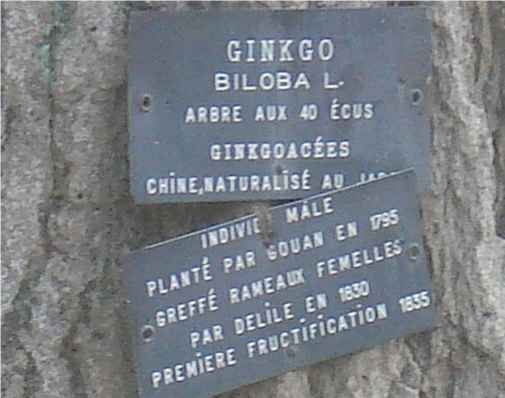 GINKGO
BILOBA L.
ARBRE AUX 40 ÉCUS
GINKGOACÉES
CHINE, NATURALISÉ AU
MÂLE
PLANTÉ PAR GOUAN EN 1795
GREFFÉ RAMEAUX FEMELLES
PAR DELILE EN 1830
PREMIERE FRUCTIFICATION 1835